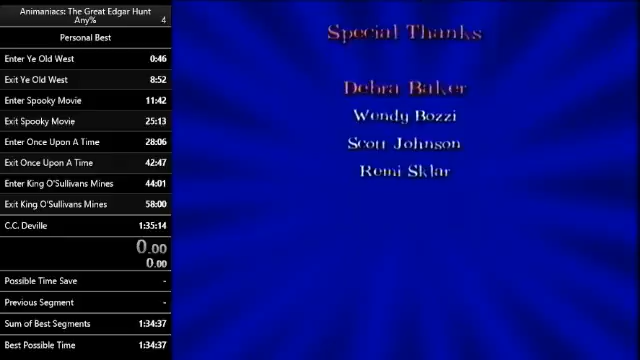 Animaniacs: The Great Edgar Hunt
Any% 4
Personal Best
Enter Ye Old West 0:46
Exit Ye Old West 8:52
Enter Spooky Movie 11:42
Exit Spooky Movie 25:13
Enter Once Upon A Time 28:06
Exit Once Upon A Time 42:47
Enter King O'Sullivans Mines 44:01
Exit King O'Sullivans Mines 58:00
C.C. Deville 1:35:14
0.00
0.00
Possible Time Save -
Previous Segment -
Sum of Best Segments 1:34:37
Best Possible Time 1:34:37
Special Thanks
Debra Baker
Wendy Bozzi
Scott Johnson
Remi Sklar